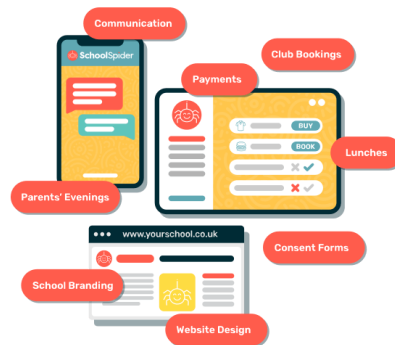 Communication
SchoolSpider
Club Bookings
Payments
BUY
BOOK
Lunches
Parents' Evenings
www.yourschool.co.uk
Consent Forms
School Branding
Website Design